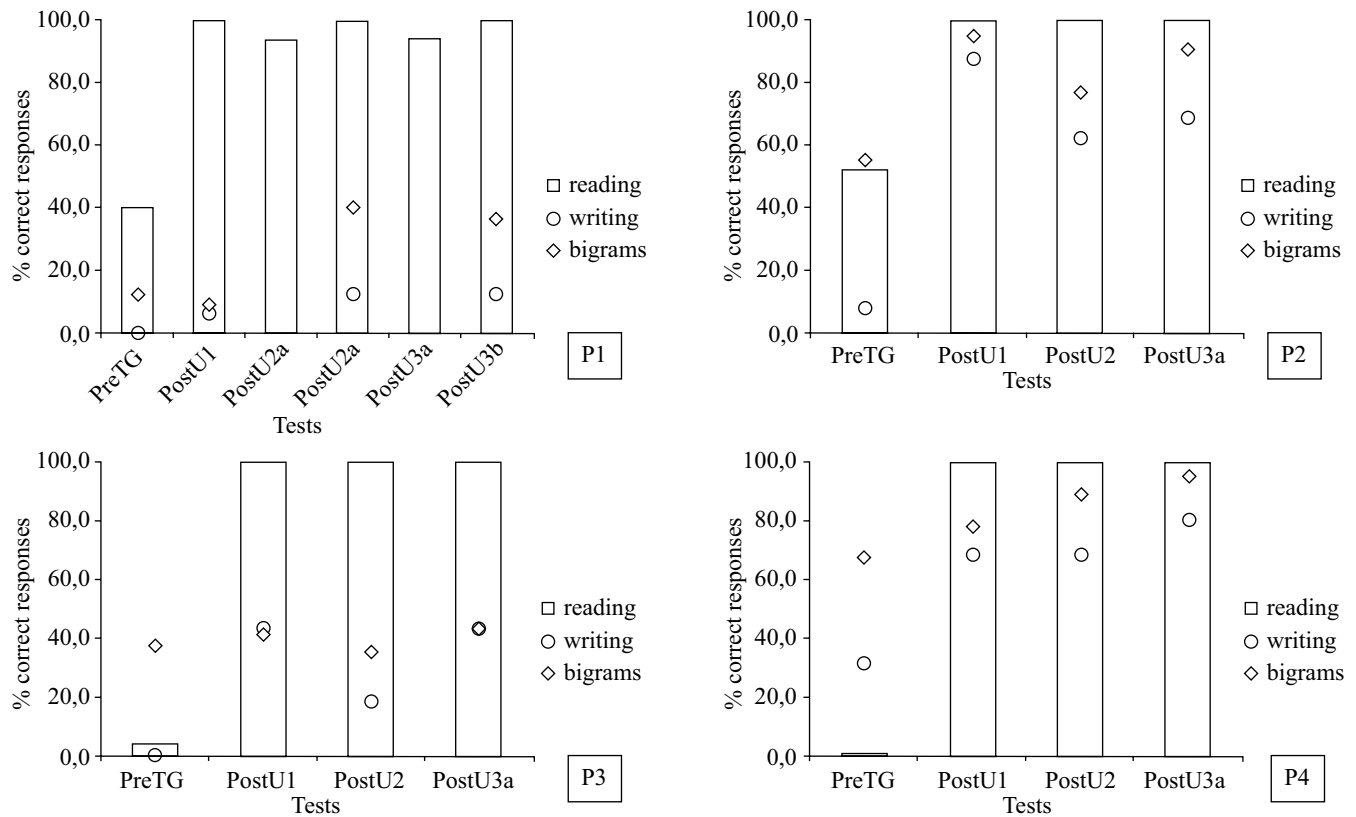 % correct responses
100,0
80,0
60,0
40,0
20,0
0,0
PreTG
PostU1
PostU2a
PostU2a
PostU3a
PostU3b
Tests
reading
writing
bigrams
P1
% correct responses
100,0
80,0
60,0
40,0
20,0
0,0
PreTG PostU1 PostU2 PostU3a
Tests
reading
writing
bigrams
P2
% correct responses
100,0
80,0
60,0
40,0
20,0
0,0
PreTG PostU1 PostU2 PostU3a
Tests
reading
writing
bigrams
P3
% correct responses
100,0
80,0
60,0
40,0
20,0
0,0
PreTG PostU1 PostU2 PostU3a
Tests
reading
writing
bigrams
P4